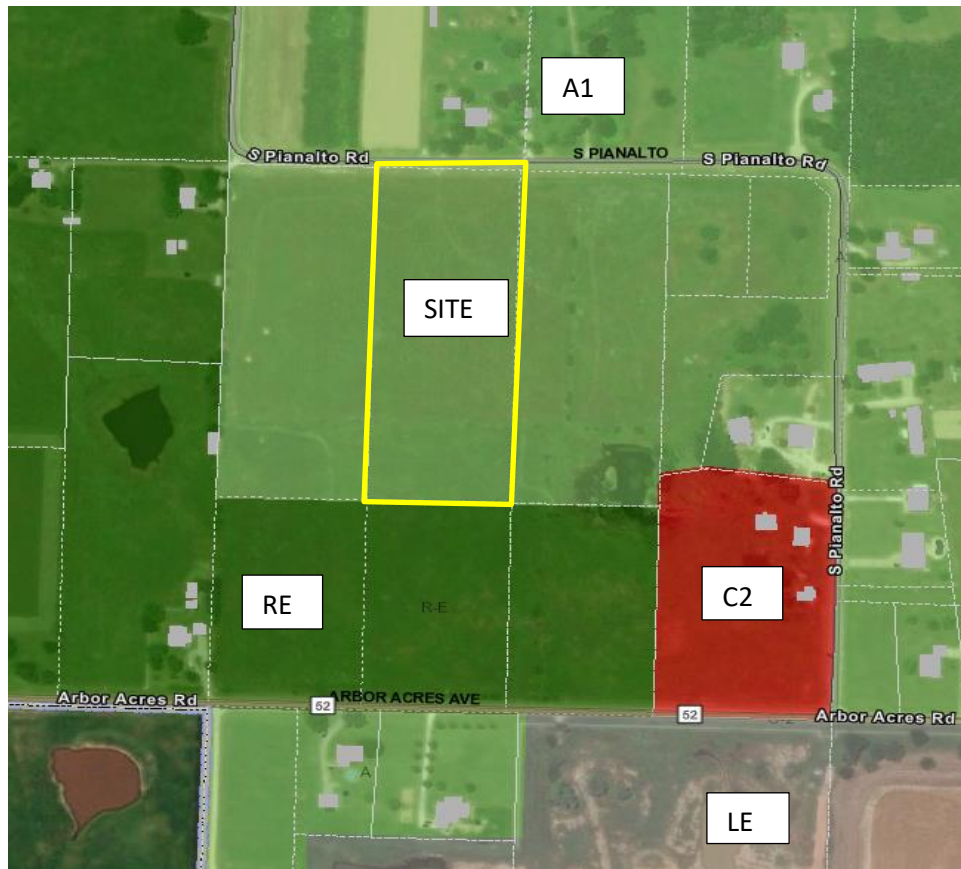 A1
S Pianalto Rd
S PIANALTO
S Pianalto Rd
A
SITE
S Pianalto Rd
RE
R-E
C2
Arbor Acres Rd
ARBOR ACRES AVE
52
52
Arbor Acres Rd
A
LE